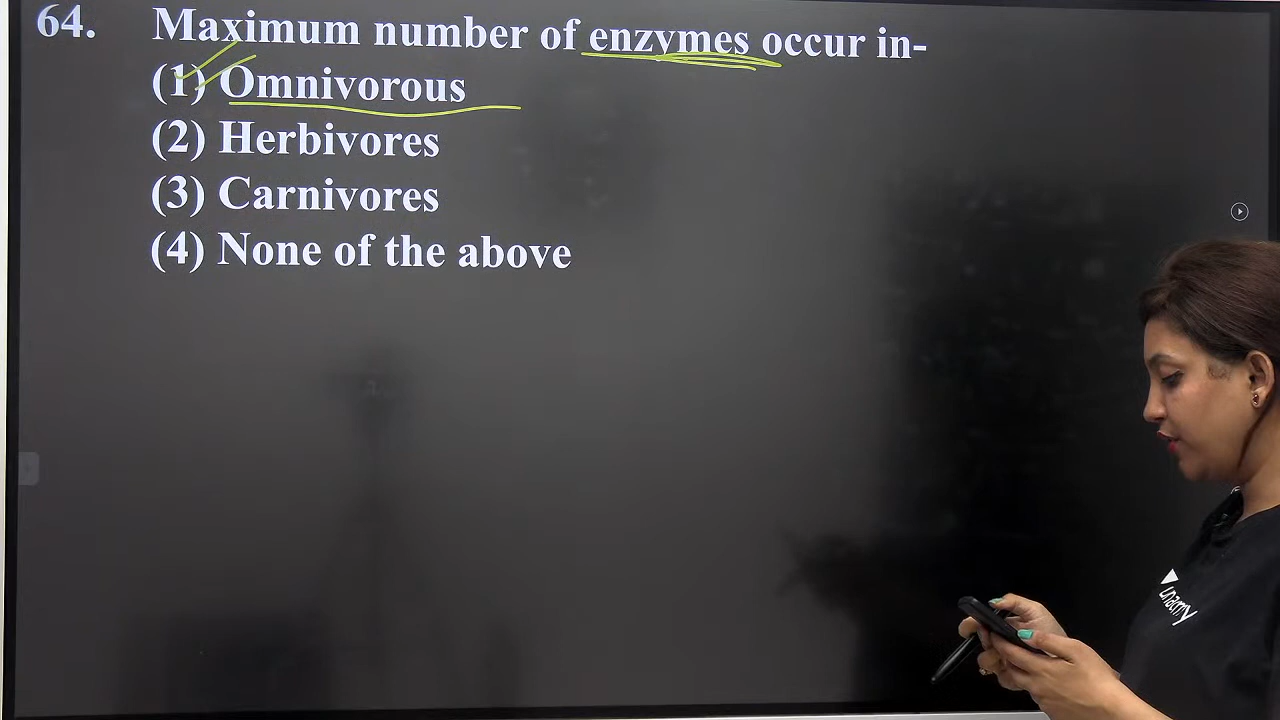 64. Maximum number of enzymes occur in-
(1) Omnivorous
(2) Herbivores
(3) Carnivores
(4) None of the above